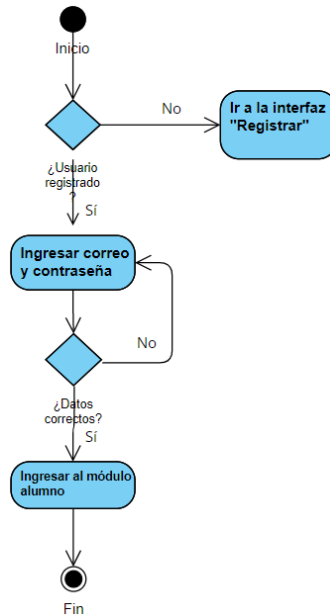 Inicio
No
Ir a la interfaz
"Registrar"
¿Usuario
registrado
?
Sí
Ingresar correo
y contraseña
No
¿Datos
correctos?
Sí
Ingresar al módulo
alumno
Fin